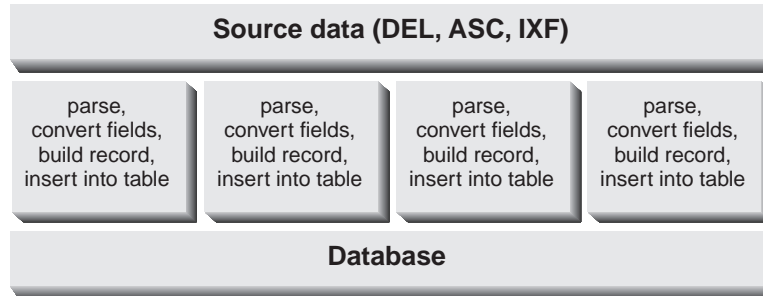 Source data (DEL, ASC, IXF)
parse,
convert fields,
build record,
insert into table
parse,
convert fields,
build record,
insert into table
parse,
convert fields,
build record,
insert into table
parse,
convert fields,
build record,
insert into table
Database